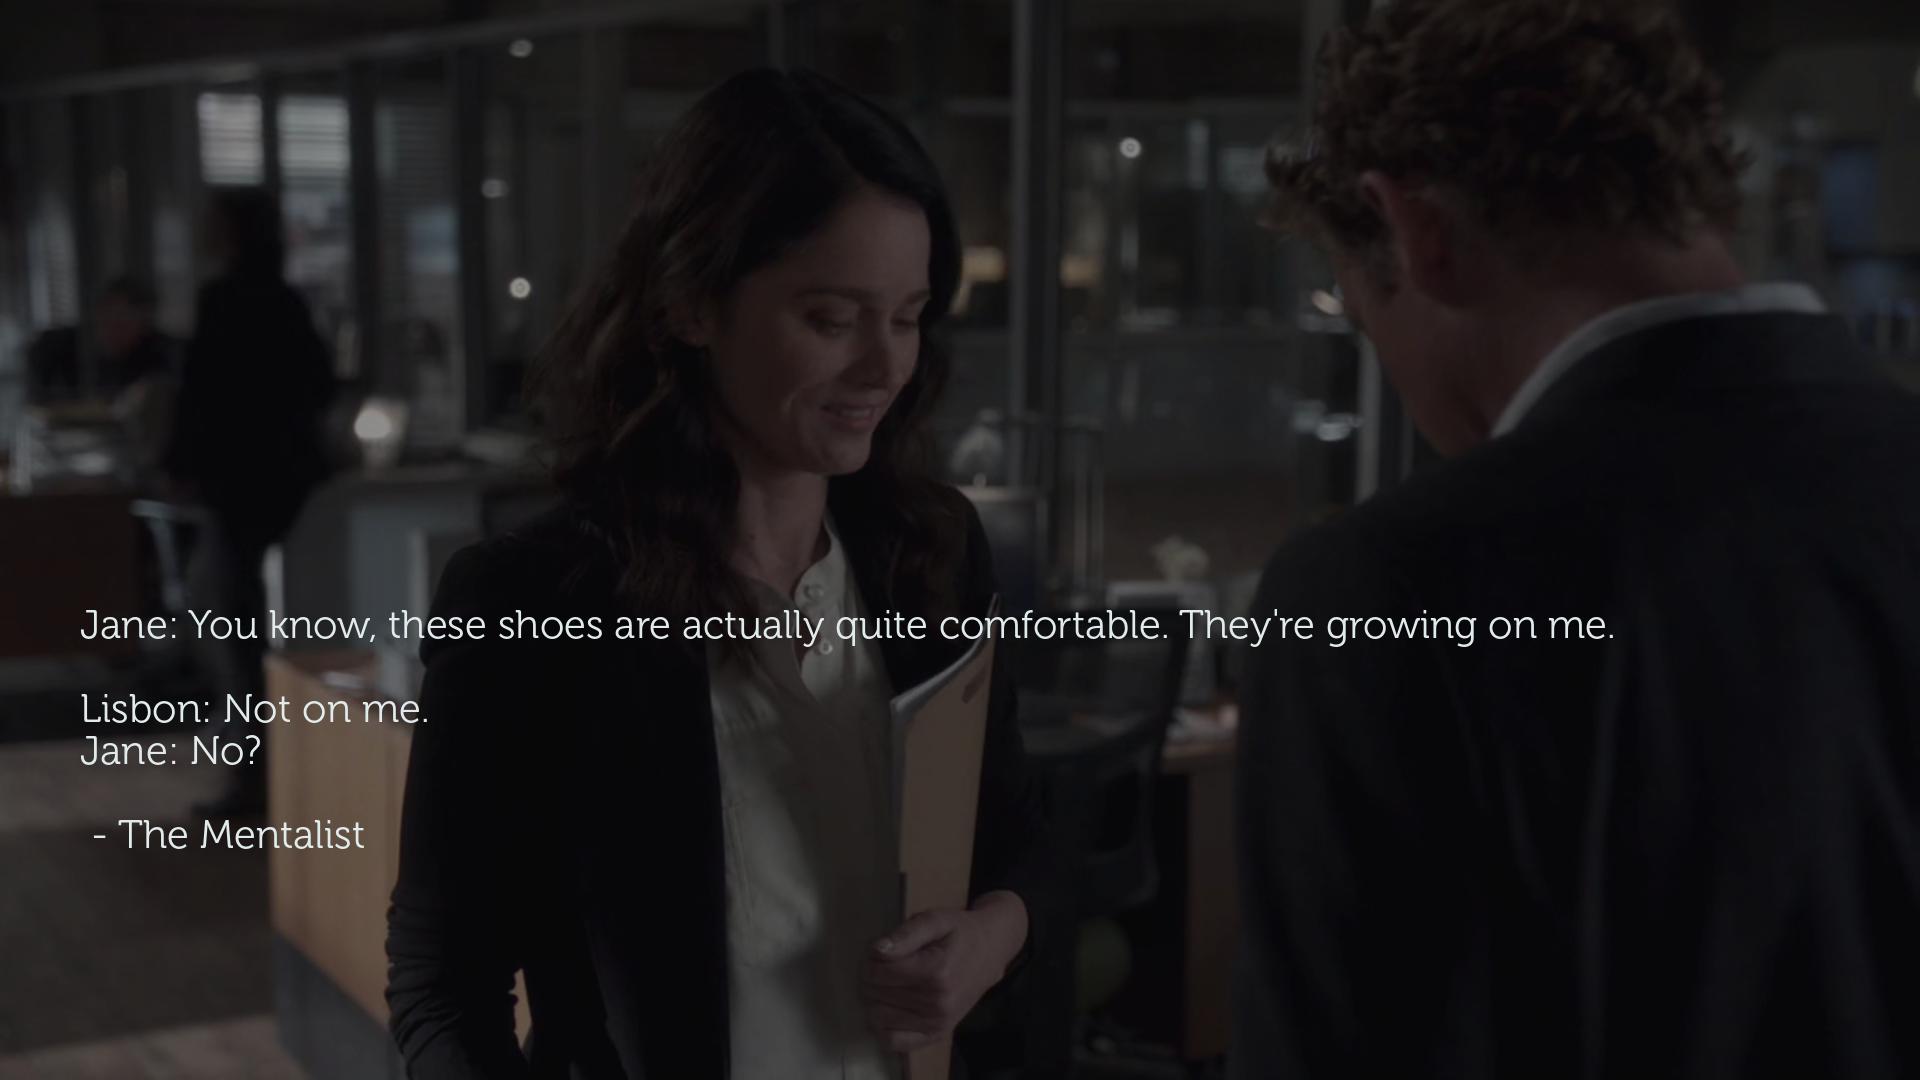 Jane: You know, these shoes are actually quite comfortable. They're growing on me.
Lisbon: Not on me.
Jane: No?
- The Mentalist